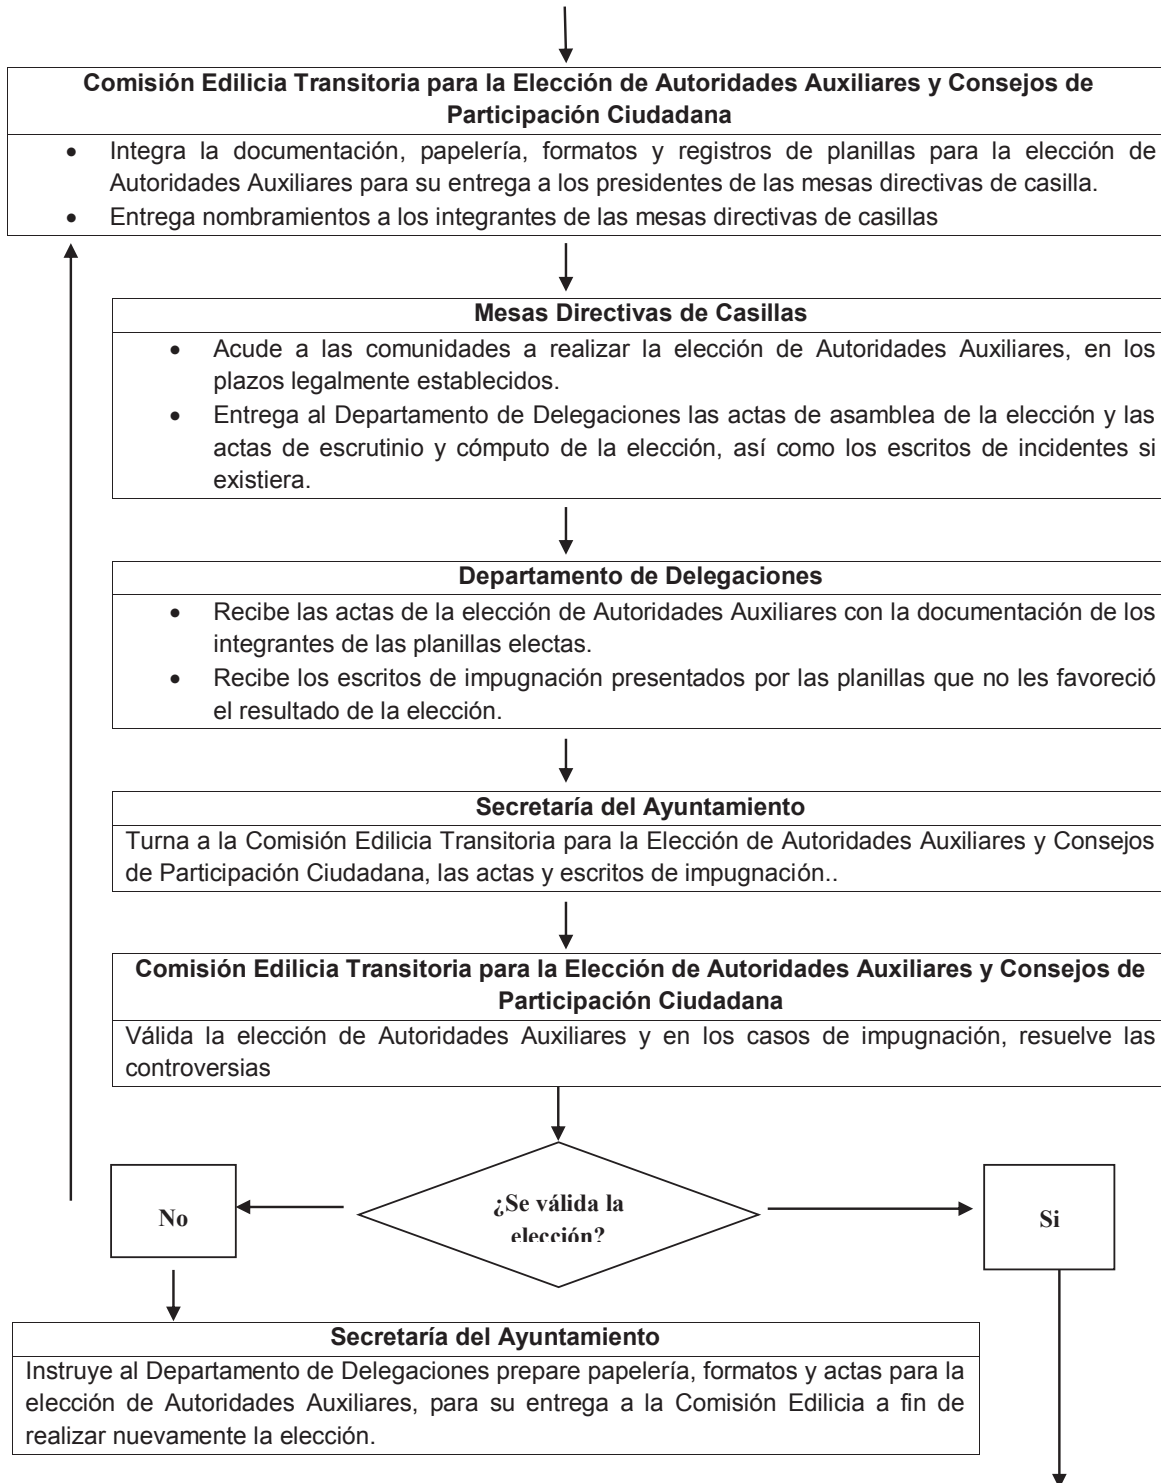 Comisión Edilicia Transitoria para la Elección de Autoridades Auxiliares y Consejos de
Participación Ciudadana
• Integra la documentación, papelería, formatos y registros de planillas para la elección de
Autoridades Auxiliares para su entrega a los presidentes de las mesas directivas de casilla.
• Entrega nombramientos a los integrantes de las mesas directivas de casillas
Mesas Directivas de Casillas
• Acude a las comunidades a realizar la elección de Autoridades Auxiliares, en los
plazos legalmente establecidos.
• Entrega al Departamento de Delegaciones las actas de asamblea de la elección y las
actas de escrutinio y cómputo de la elección, así como los escritos de incidentes si
existiera.
Departamento de Delegaciones
• Recibe las actas de la elección de Autoridades Auxiliares con la documentación de los
integrantes de las planillas electas.
• Recibe los escritos de impugnación presentados por las planillas que no les favoreció
el resultado de la elección.
Secretaría del Ayuntamiento
Turna a la Comisión Edilicia Transitoria para la Elección de Autoridades Auxiliares y Consejos
de Participación Ciudadana, las actas y escritos de impugnación..
Comisión Edilicia Transitoria para la Elección de Autoridades Auxiliares y Consejos de
Participación Ciudadana
Válida la elección de Autoridades Auxiliares y en los casos de impugnación, resuelve las
controversias
¿Se válida la
elección?
No
Si
Secretaría del Ayuntamiento
Instruye al Departamento de Delegaciones prepare papelería, formatos y actas para la
elección de Autoridades Auxiliares, para su entrega a la Comisión Edilicia a fin de
realizar nuevamente la elección.